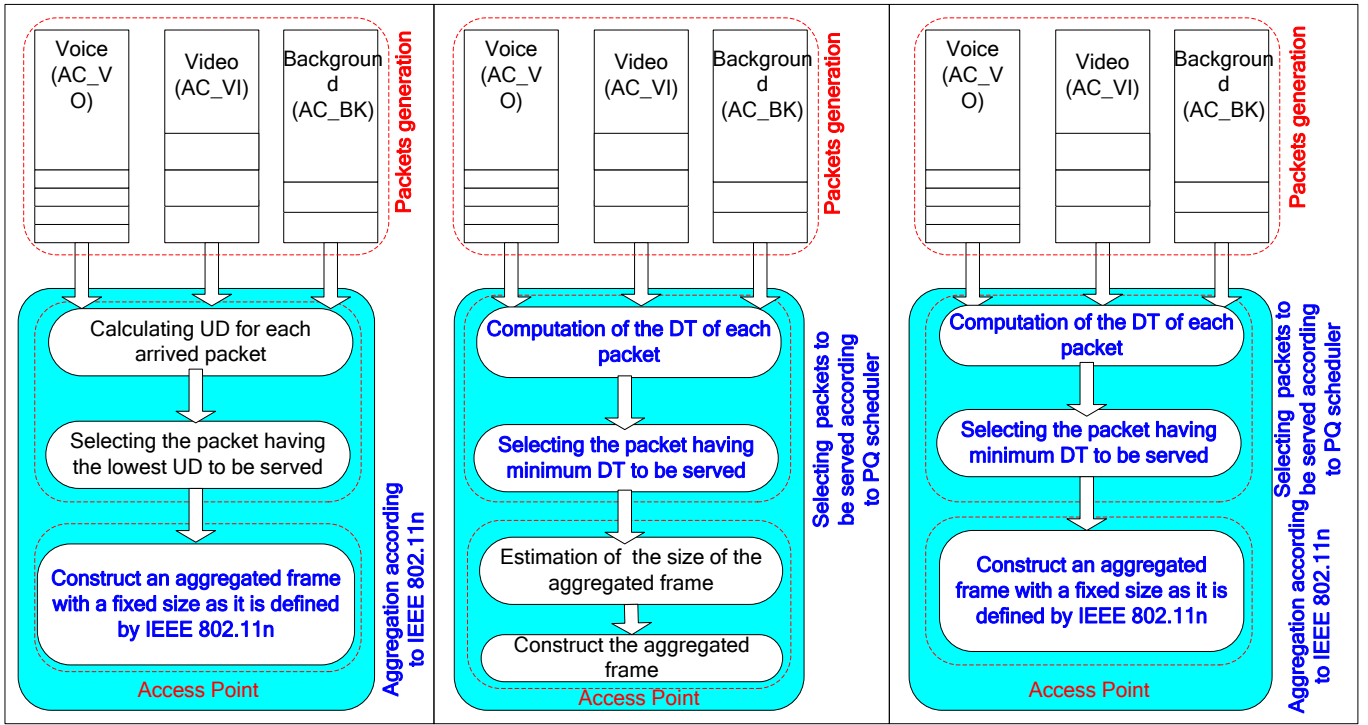 Voice
(AC_V
O)
Video
(AC_VI)
Backgroun
d
(AC_BK)
Packets generation
Calculating UD for each
arrived packet
Selecting the packet having
the lowest UD to be served
Construct an aggregated frame
with a fixed size as it is defined
by IEEE 802.11n
Aggregation according
to IEEE 802.11n
Access Point
Voice
(AC_V
O)
Video
(AC_VI)
Backgroun
d
(AC_BK)
Packets generation
Computation of the DT of each
packet
Selecting the packet having
minimum DT to be served
Selecting packets to
be served according
to PQ scheduler
Estimation of the size of the
aggregated frame
Construct the aggregated
frame
Access Point
Voice
(AC_V
O)
Video
(AC_VI)
Backgroun
d
(AC_BK)
Packets generation
Computation of the DT of each
packet
Selecting the packet having
minimum DT to be served
Selecting packets to
be served according
to PQ scheduler
Construct an aggregated
frame with a fixed size as it is
defined by IEEE 802.11n
Aggregation according
to IEEE 802.11n
Access Point